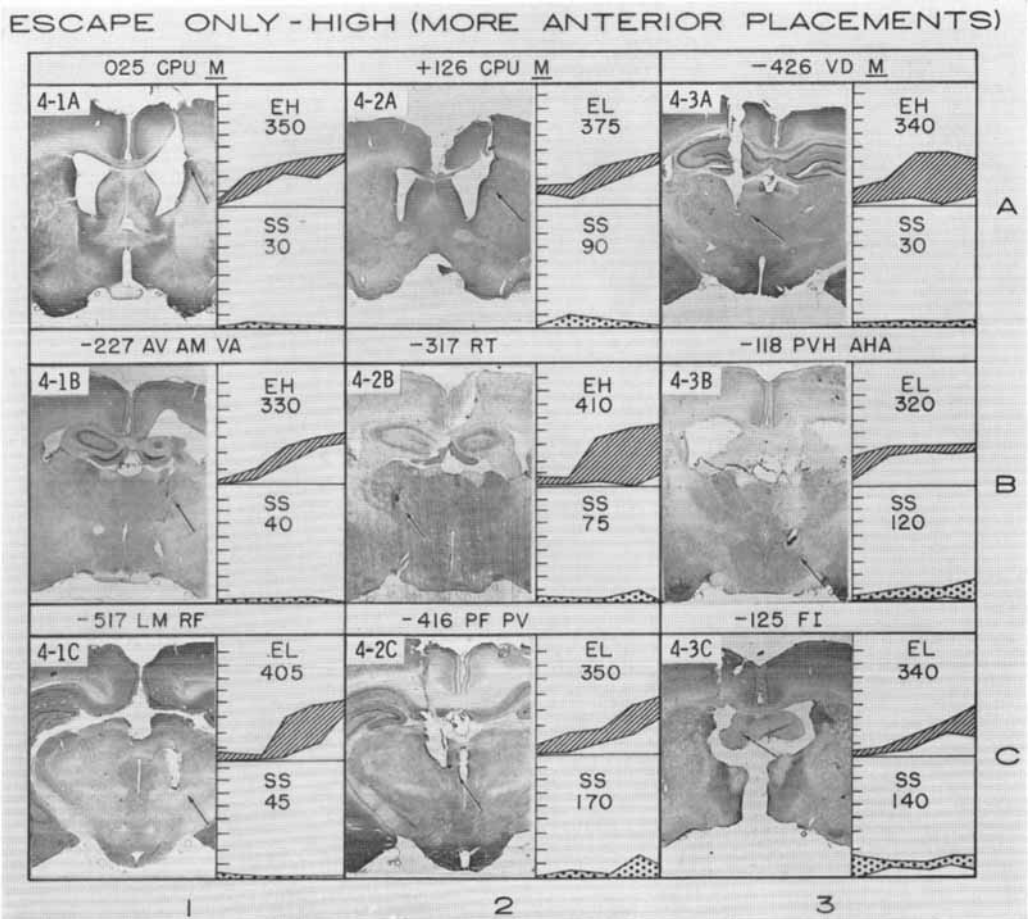 ESCAPE ONLY-HIGH (MORE ANTERIOR PLACEMENTS)
025 CPU M
+126 CPU M
-426 VD M
4-1A
EH
350
SS
30
4-2A
EL
375
SS
90
4-3A
EH
340
SS
30
A
-227 AV AM VA
-317 RT
-118 PVH AHA
4-1B
EH
330
SS
40
4-2B
EH
410
SS
75
4-3B
EL
320
SS
120
B
-517 LM RF
-416 PF PV
-125 FI
4-1C
EL
405
SS
45
4-2C
EL
350
SS
170
4-3C
EL
340
SS
140
C
1
2
3